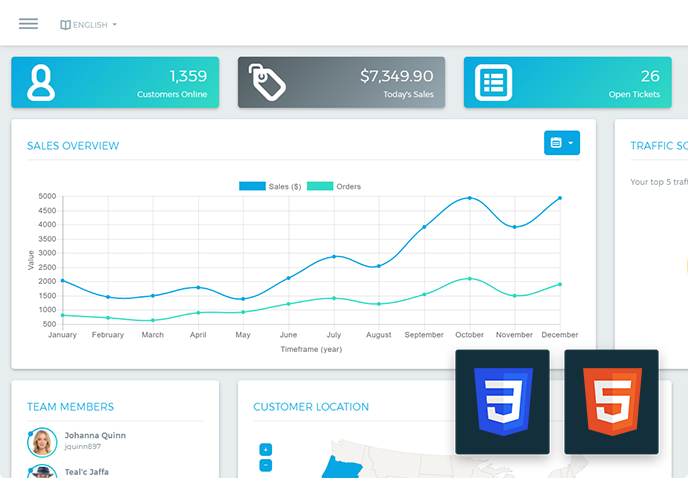 ENGLISH
1,359
Customers Online
$7,349.90
Today's Sales
26
Open Tickets
SALES OVERVIEW
Sales ($)
Orders
5000
4500
4000
3500
3000
2500
2000
1500
1000
500
Value
January
February
March
April
May
June
July
August
September
October
November
December
Timeframe (year)
TRAFFIC SO
Your top 5 traf
TEAM MEMBERS
Johanna Quinn
jquinn897
Teal'c Jaffa
CUSTOMER LOCATION
+
−
3
5